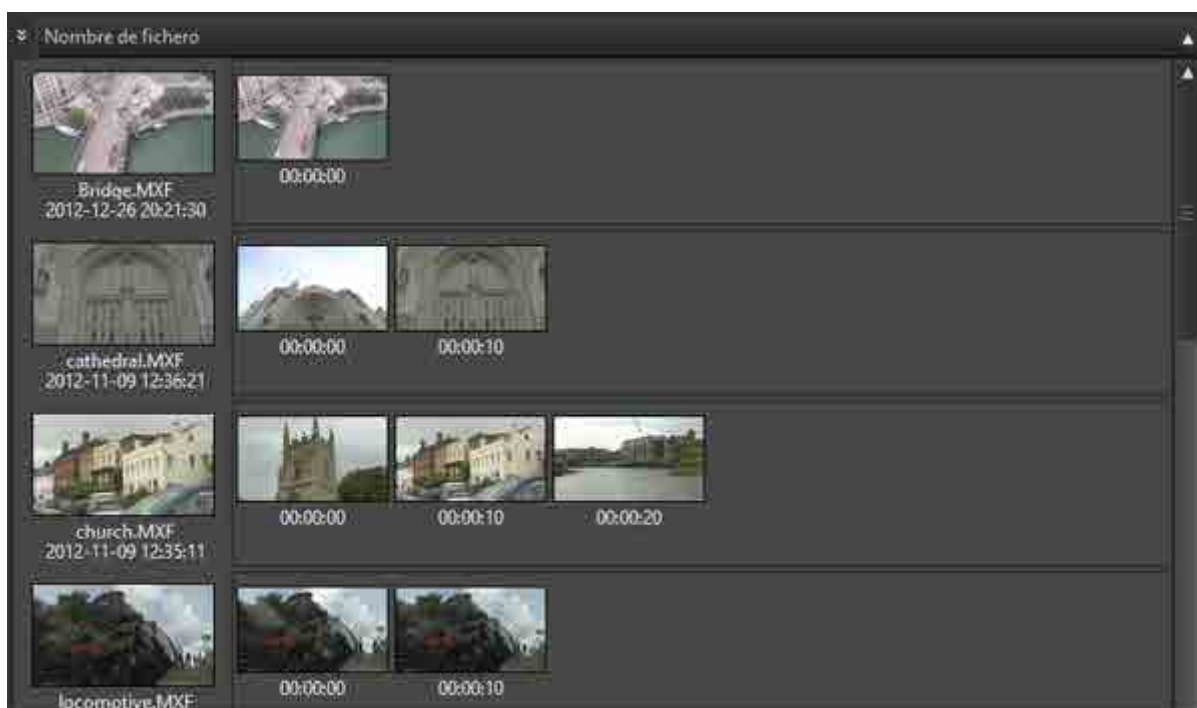 Nombre de fichero
Bridge.MXF
2012-12-26 20:21:30
00:00:00
cathedral.MXF
2012-11-09 12:36:21
00:00:00
00:00:10
church.MXF
2012-11-09 12:35:11
00:00:00
00:00:10
00:00:20
locomotive.MXF
00:00:00
00:00:10